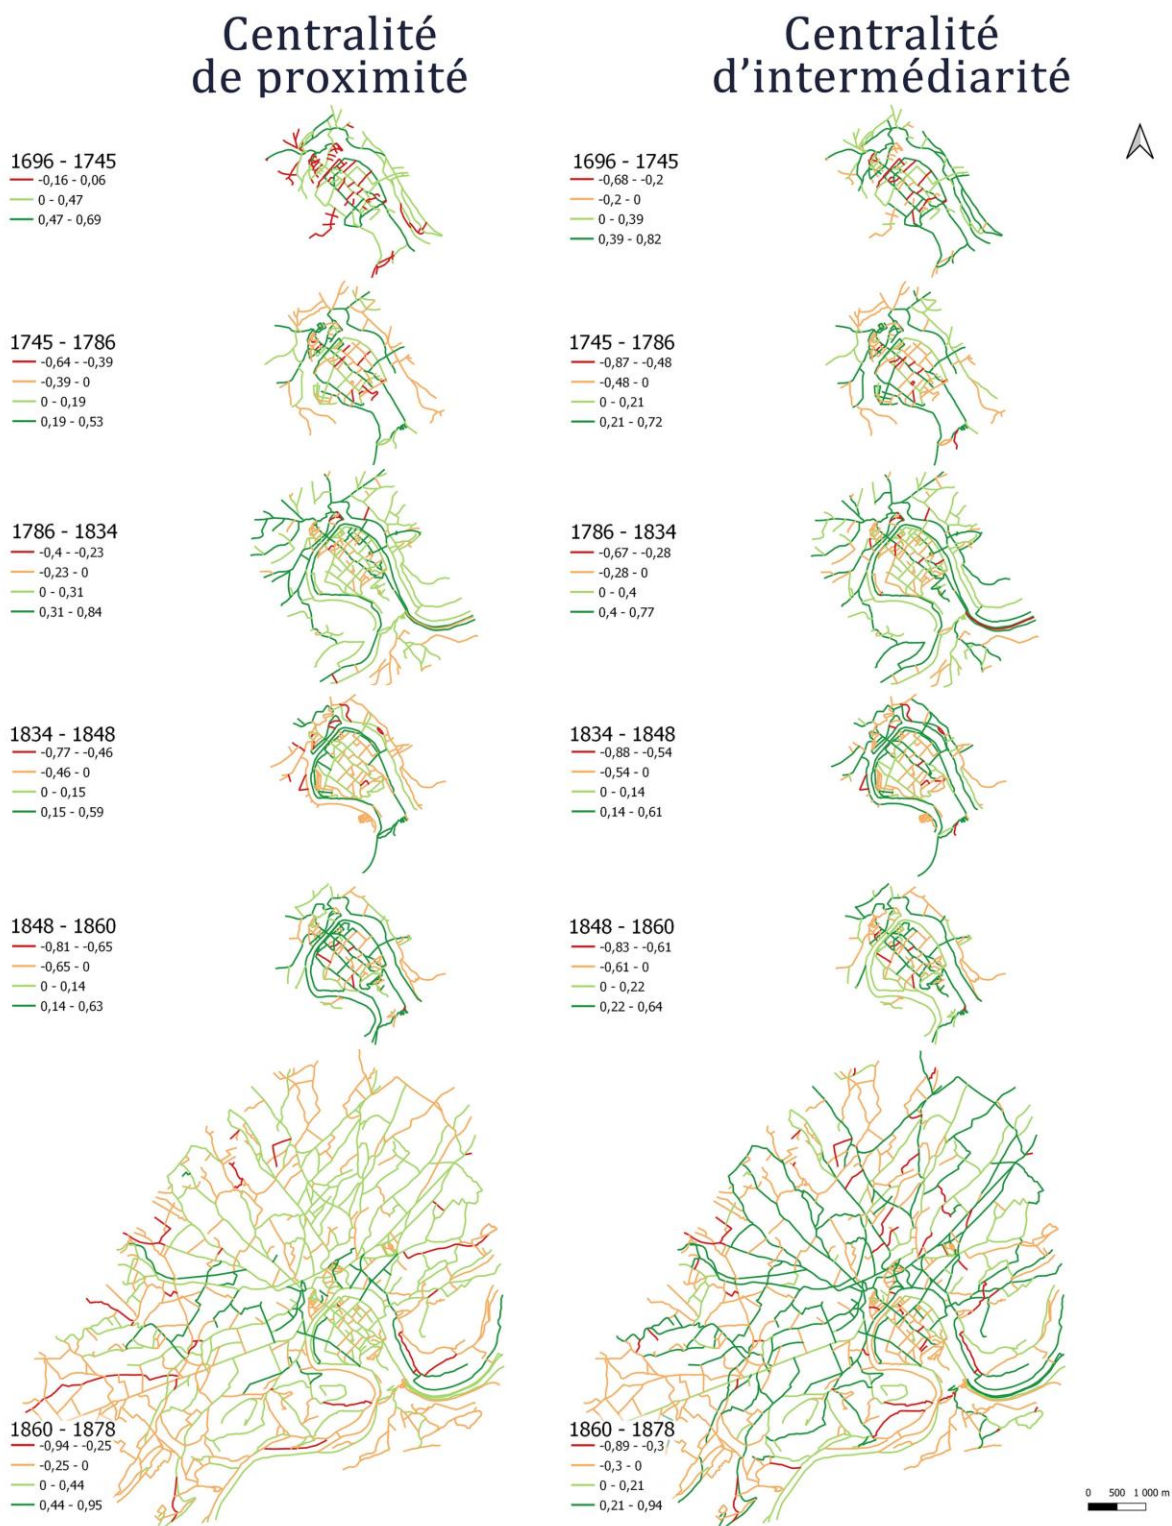 Centralité
de proximité
Centralité
d'intermédiarité
1696 - 1745
-0,16 - 0,06
0 - 0,47
0,47 - 0,69
1696 - 1745
-0,68 - -0,2
-0,2 - 0
0 - 0,39
0,39 - 0,82
1745 - 1786
-0,64 - -0,39
-0,39 - 0
0 - 0,19
0,19 - 0,53
1745 - 1786
-0,87 - -0,48
-0,48 - 0
0 - 0,21
0,21 - 0,72
1786 - 1834
-0,4 - -0,23
-0,23 - 0
0 - 0,31
0,31 - 0,84
1786 - 1834
-0,67 - -0,28
-0,28 - 0
0 - 0,4
0,4 - 0,77
1834 - 1848
-0,77 - -0,46
-0,46 - 0
0 - 0,15
0,15 - 0,59
1834 - 1848
-0,88 - -0,54
-0,54 - 0
0 - 0,14
0,14 - 0,61
1848 - 1860
-0,81 - -0,65
-0,65 - 0
0 - 0,14
0,14 - 0,63
1848 - 1860
-0,83 - -0,61
-0,61 - 0
0 - 0,22
0,22 - 0,64
1860 - 1878
-0,94 - -0,25
-0,25 - 0
0 - 0,44
0,44 - 0,95
1860 - 1878
-0,89 - -0,3
-0,3 - 0
0 - 0,21
0,21 - 0,94
0 500 1 000 m